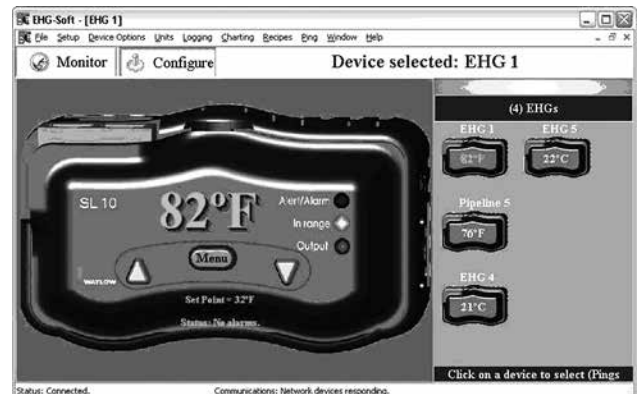 EHG-Soft - [EHG 1]
File Setup Device Options Units Logging Charting Recipes Ping Window Help
Monitor Configure Device selected: EHG 1
(4) EHGs
EHG 1 EHG 5
82°F 22°C
Pipeline 5
76°F
EHG 4
21°C
Click on a device to select (Pings
SL 10
82°F
Alert/Alarm
In range
Output
Menu
WATLOW
Set Point = 32°F
Status: No alarms.
Status: Connected. Communications: Network devices responding.